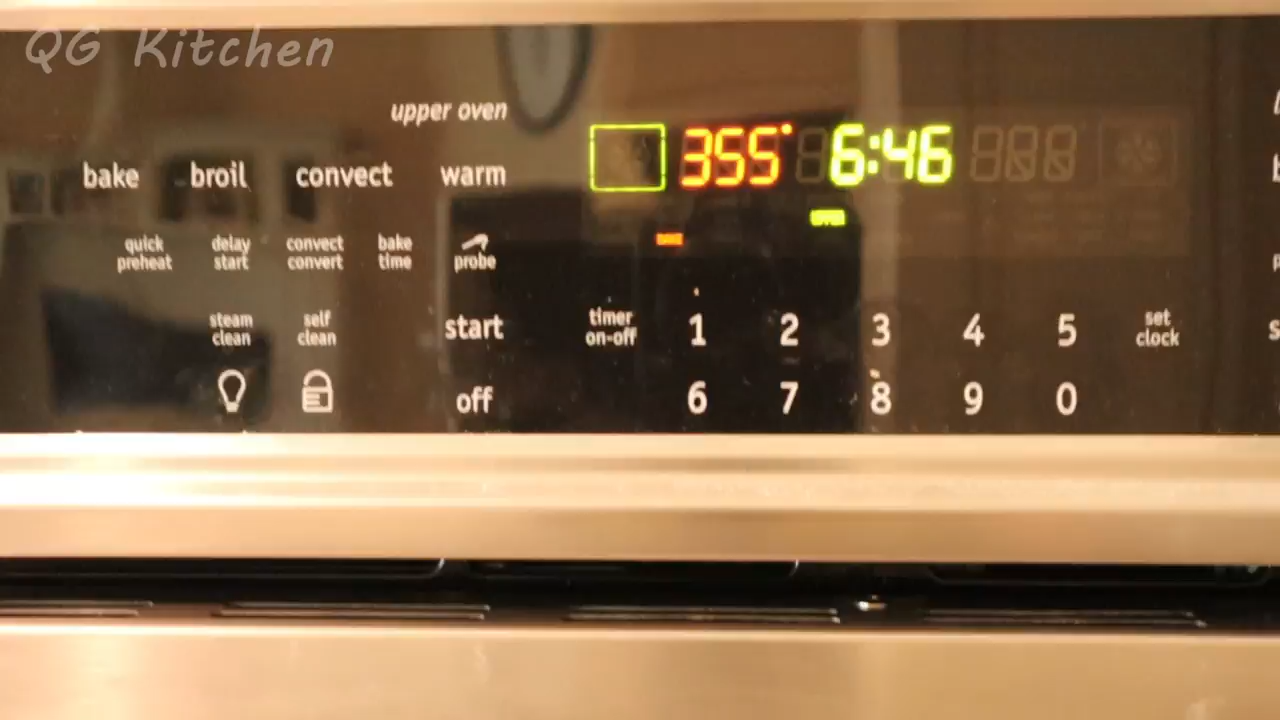 QG Kitchen
upper oven
bake broil convect warm
355° 6:46
UPPER
BAKE
quick preheat
delay start
convect convert
bake time
probe
steam clean
self clean
start
timer on-off
1 2 3 4 5
set clock
off
6 7 8 9 0